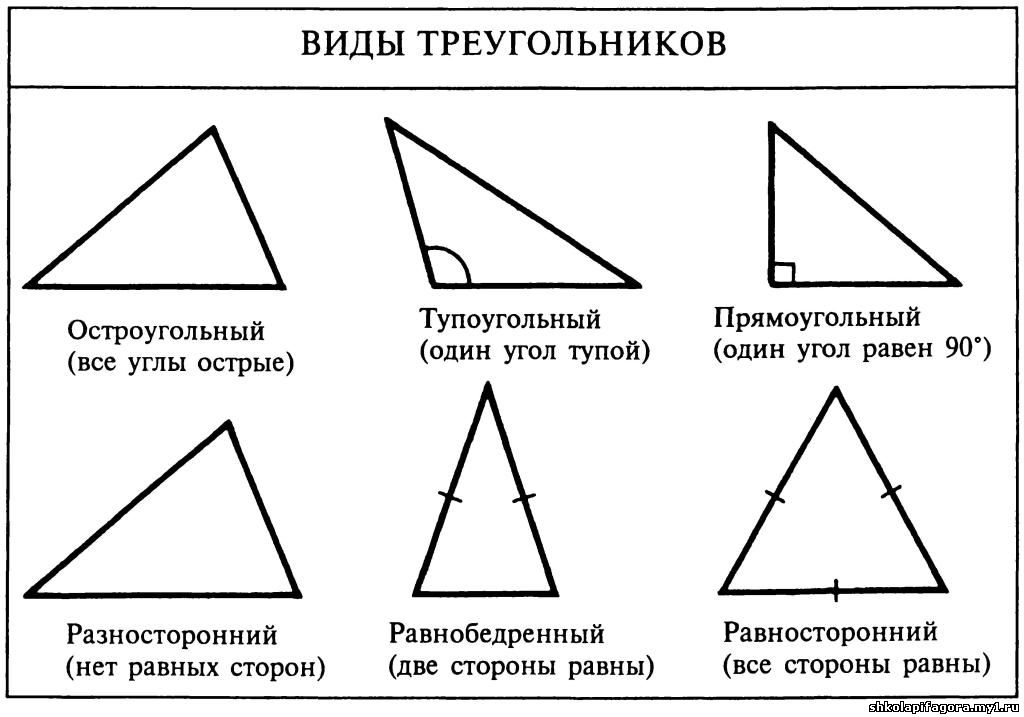 ВИДЫ ТРЕУГОЛЬНИКОВ
Остроугольный
(все углы острые)
Тупоугольный
(один угол тупой)
Прямоугольный
(один угол равен 90°)
Разносторонний
(нет равных сторон)
Равнобедренный
(две стороны равны)
Равносторонний
(все стороны равны)
shkolapifagora.my1.ru